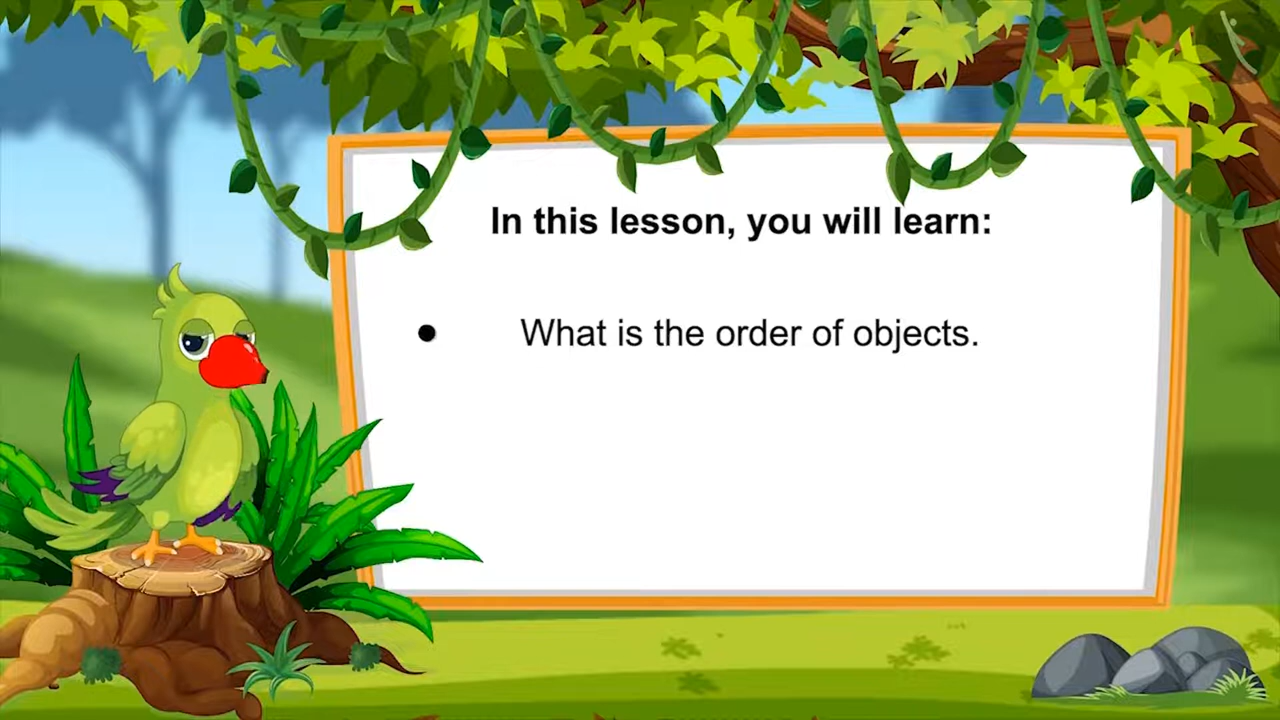 In this lesson, you will learn:
● What is the order of objects.